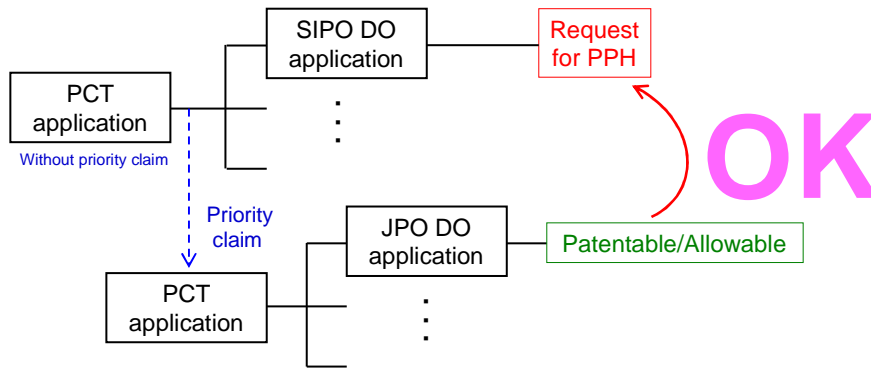 SIPO DO
application
Request
for PPH
PCT
application
Without priority claim
OK
Priority
claim
JPO DO
application
Patentable/Allowable
PCT
application